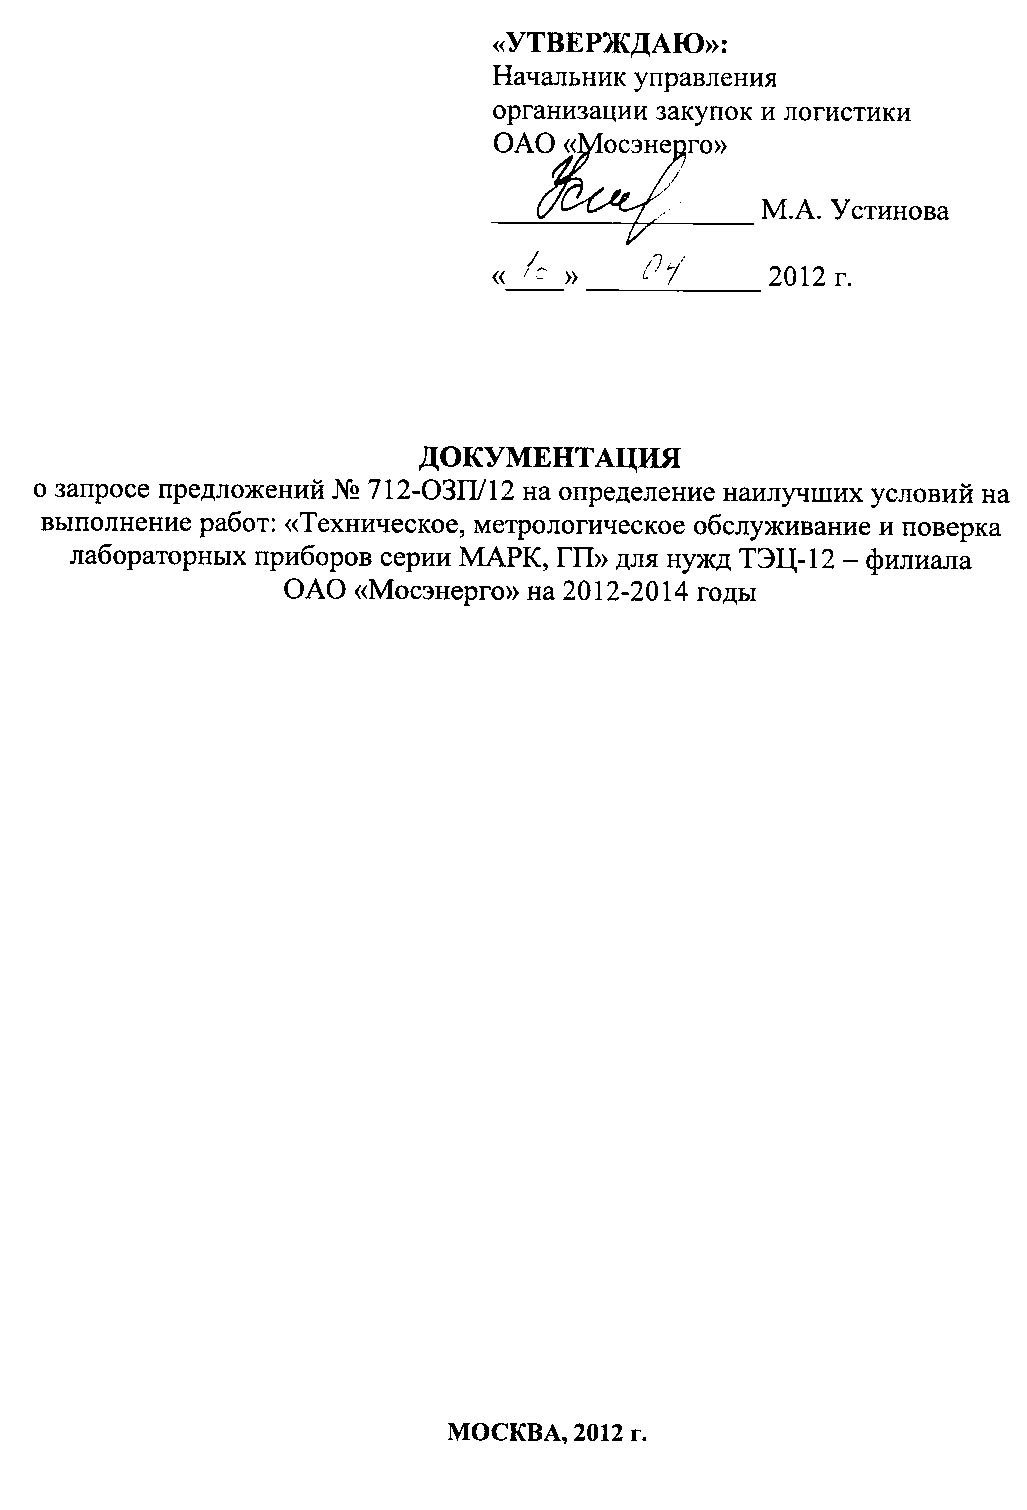 «УТВЕРЖДАЮ»:
Начальник управления
организации закупок и логистики
ОАО «Мосэнерго»
М.А. Устинова
«10» 04 2012 г.
ДОКУМЕНТАЦИЯ
о запросе предложений № 712-ОЗП/12 на определение наилучших условий на
выполнение работ: «Техническое, метрологическое обслуживание и поверка
лабораторных приборов серии МАРК, ГП» для нужд ТЭЦ-12 – филиала
ОАО «Мосэнерго» на 2012-2014 годы
МОСКВА, 2012 г.